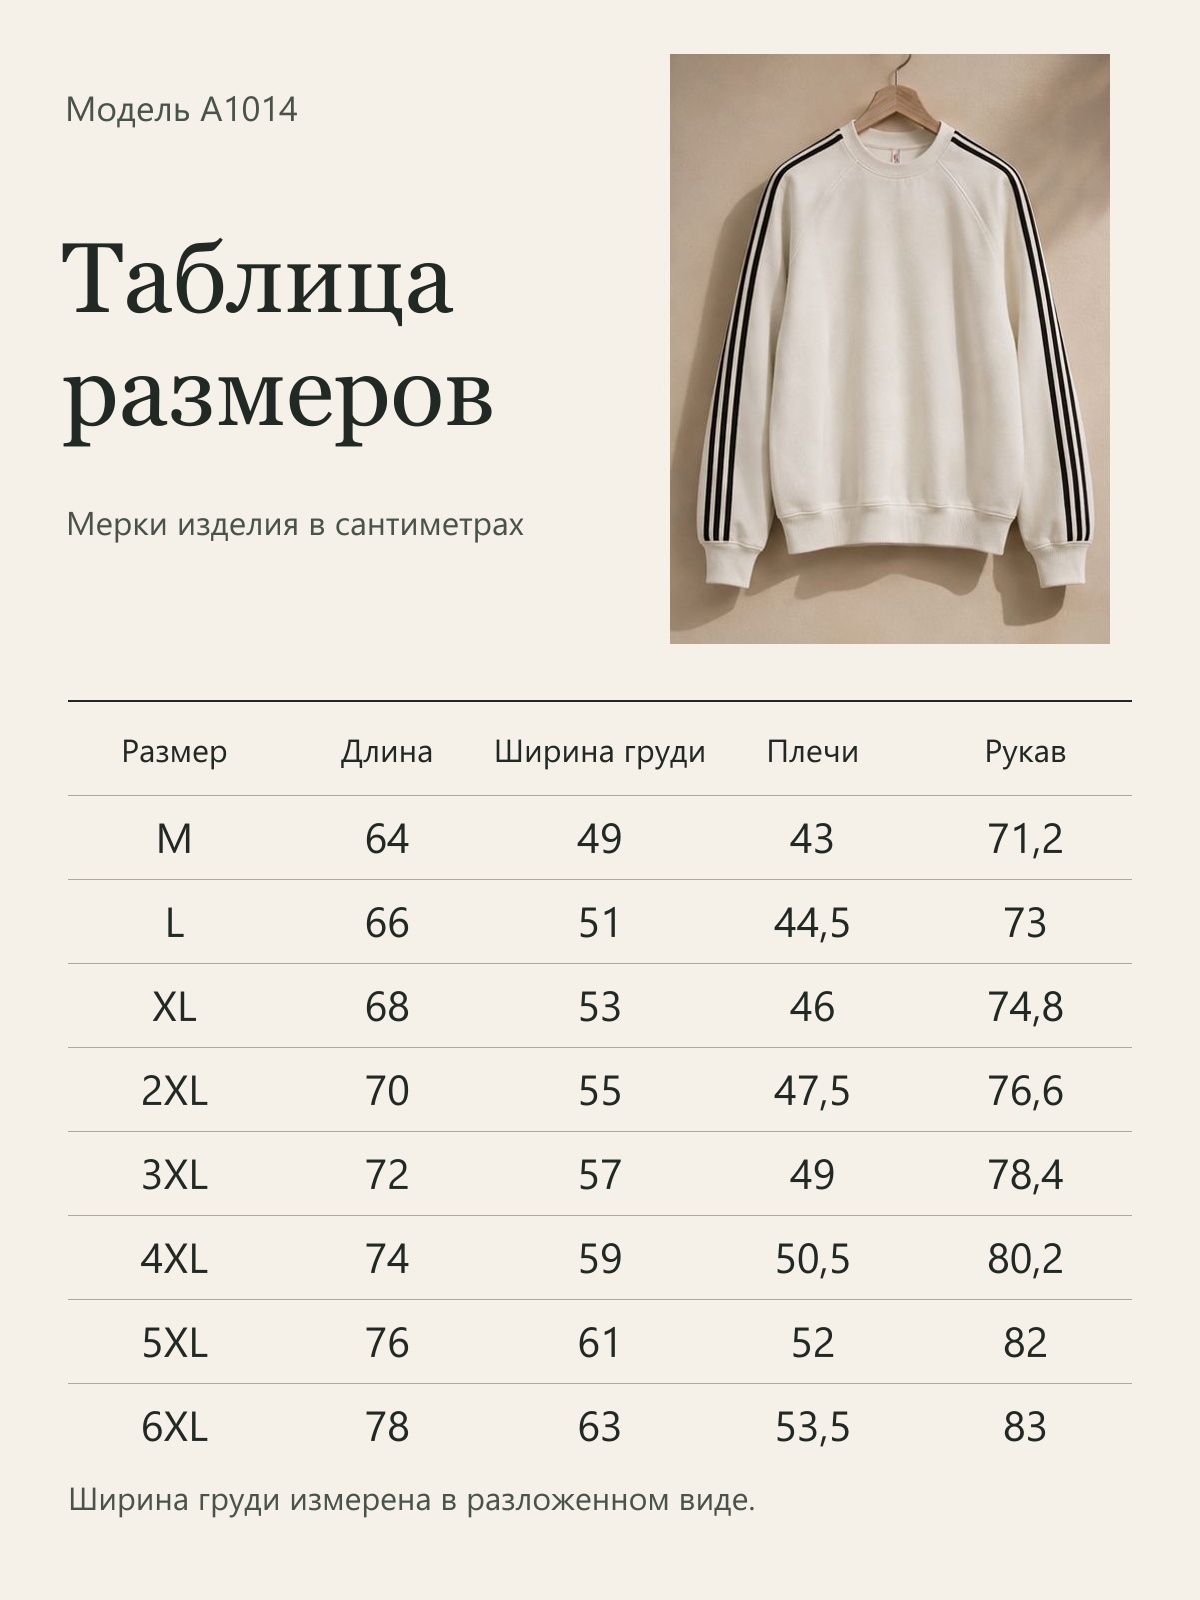 Модель А1014
Таблица
размеров
Мерки изделия в сантиметрах
Размер Длина Ширина груди Плечи Рукав
M 64 49 43 71,2
L 66 51 44,5 73
XL 68 53 46 74,8
2XL 70 55 47,5 76,6
3XL 72 57 49 78,4
4XL 74 59 50,5 80,2
5XL 76 61 52 82
6XL 78 63 53,5 83
Ширина груди измерена в разложенном виде.